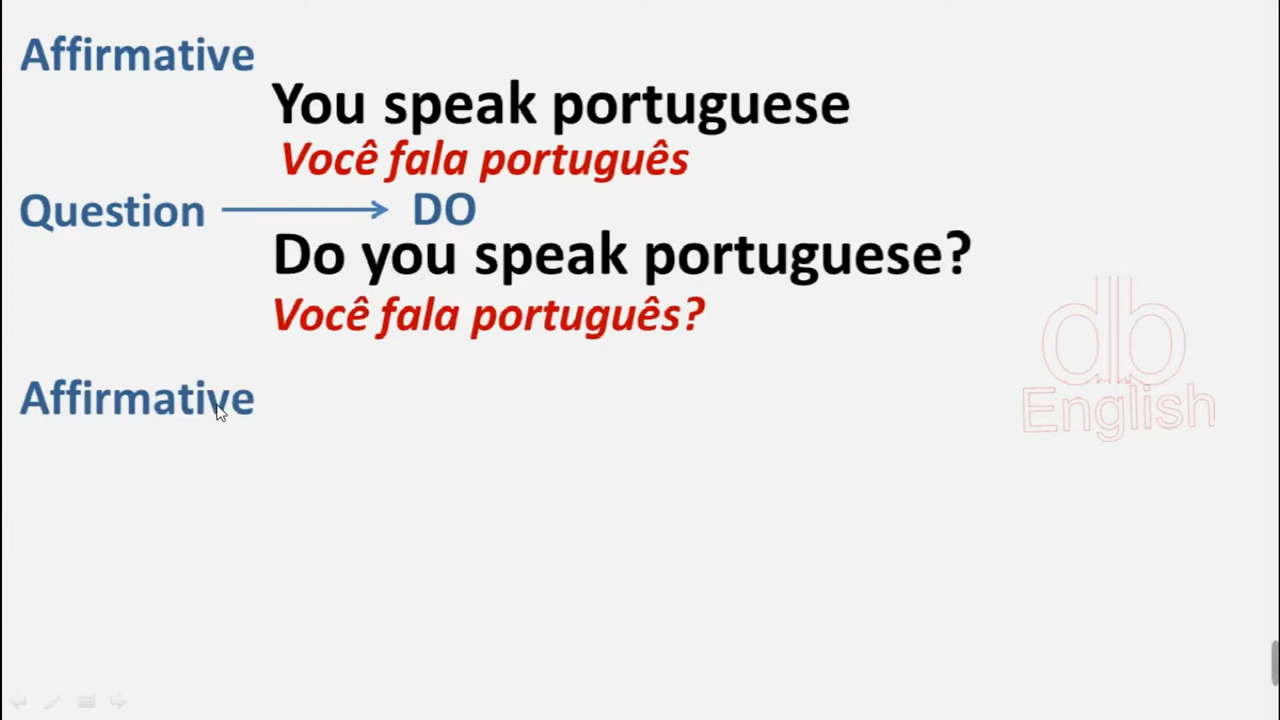 Affirmative
You speak portuguese
Você fala português
Question DO
Do you speak portuguese?
Você fala português?
Affirmative
db
English